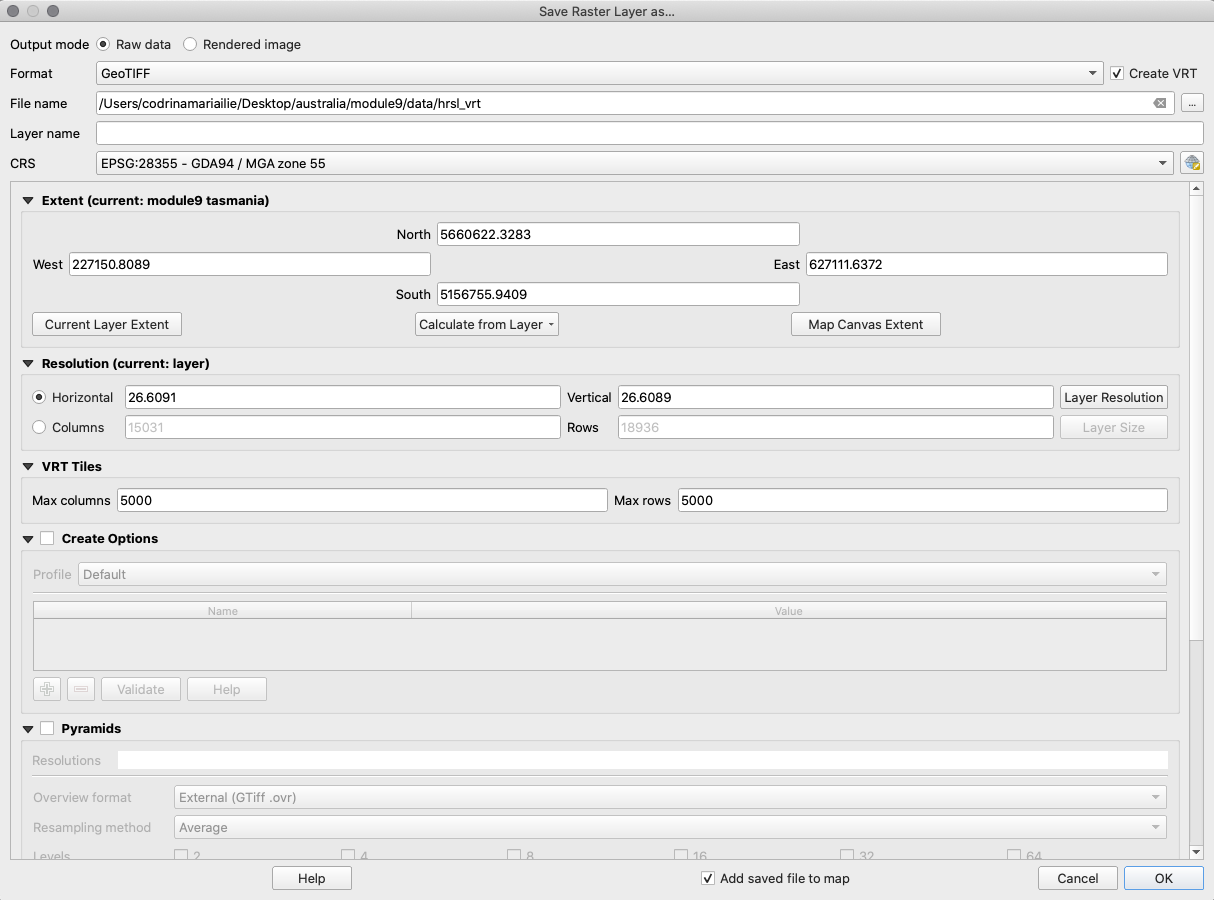 Save Raster Layer as...
Output mode Raw data Rendered image
Format GeoTIFF Create VRT
File name /Users/codrinamariailie/Desktop/australia/module9/data/hrsl_vrt ...
Layer name
CRS EPSG:28355 - GDA94 / MGA zone 55
Extent (current: module9 tasmania)
North 5660622.3283
West 227150.8089 East 627111.6372
South 5156755.9409
Current Layer Extent Calculate from Layer Map Canvas Extent
Resolution (current: layer)
Horizontal 26.6091 Vertical 26.6089 Layer Resolution
Columns 15031 Rows 18936 Layer Size
VRT Tiles
Max columns 5000 Max rows 5000
Create Options
Profile Default
Name Value
Validate Help
Pyramids
Resolutions
Overview format External (GTiff .ovr)
Resampling method Average
Levels 2 4 8 16 32 64
Help Add saved file to map Cancel OK